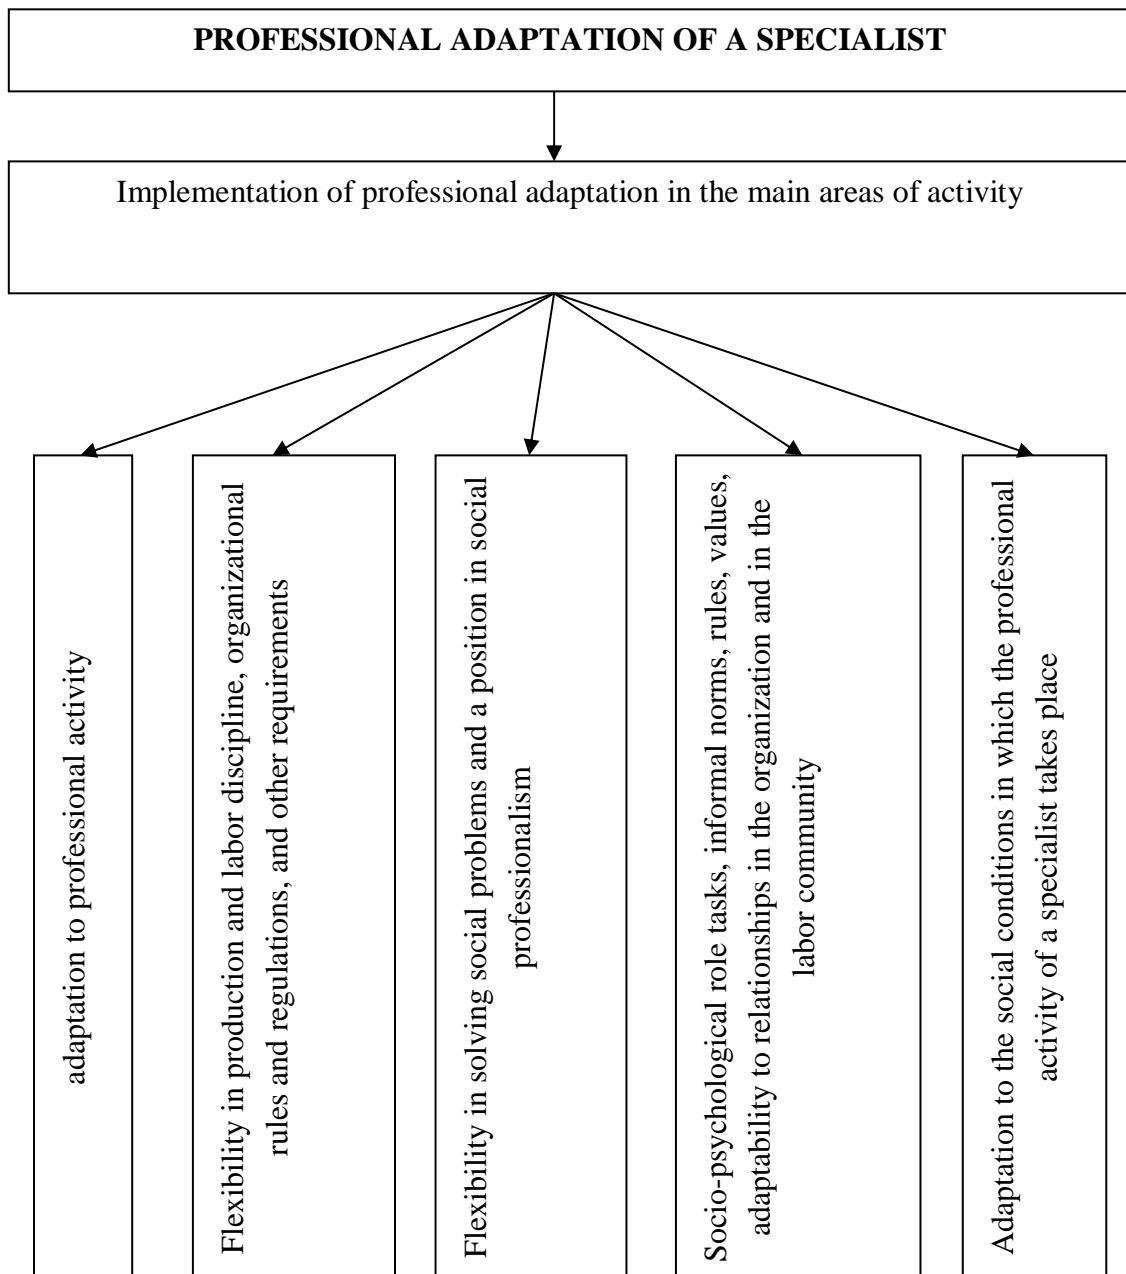 PROFESSIONAL ADAPTATION OF A SPECIALIST
Implementation of professional adaptation in the main areas of activity
adaptation to professional activity
Flexibility in production and labor discipline, organizational
rules and regulations, and other requirements
Flexibility in solving social problems and a position in social
professionalism
Socio-psychological role tasks, informal norms, rules, values,
adaptability to relationships in the organization and in the
labor community
Adaptation to the social conditions in which the professional
activity of a specialist takes place